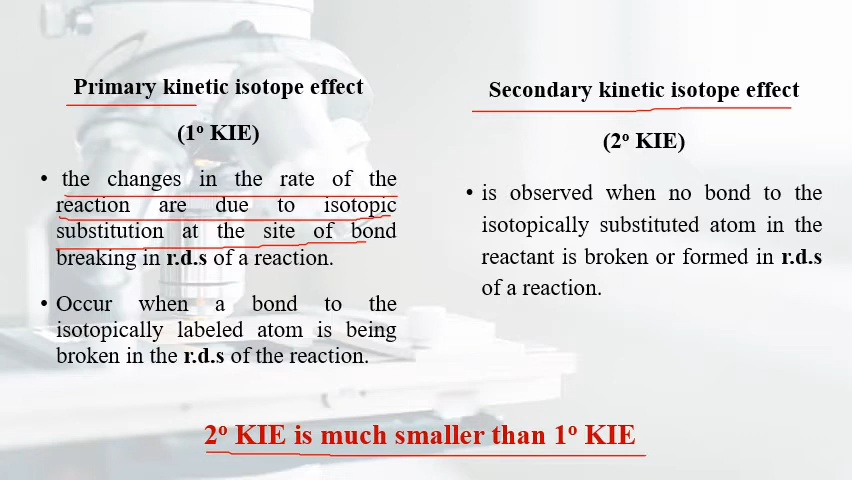 Primary kinetic isotope effect
(1º KIE)
• the changes in the rate of the
reaction are due to isotopic
substitution at the site of bond
breaking in r.d.s of a reaction.
• Occur when a bond to the
isotopically labeled atom is being
broken in the r.d.s of the reaction.
Secondary kinetic isotope effect
(2º KIE)
• is observed when no bond to the
isotopically substituted atom in the
reactant is broken or formed in r.d.s
of a reaction.
2º KIE is much smaller than 1º KIE